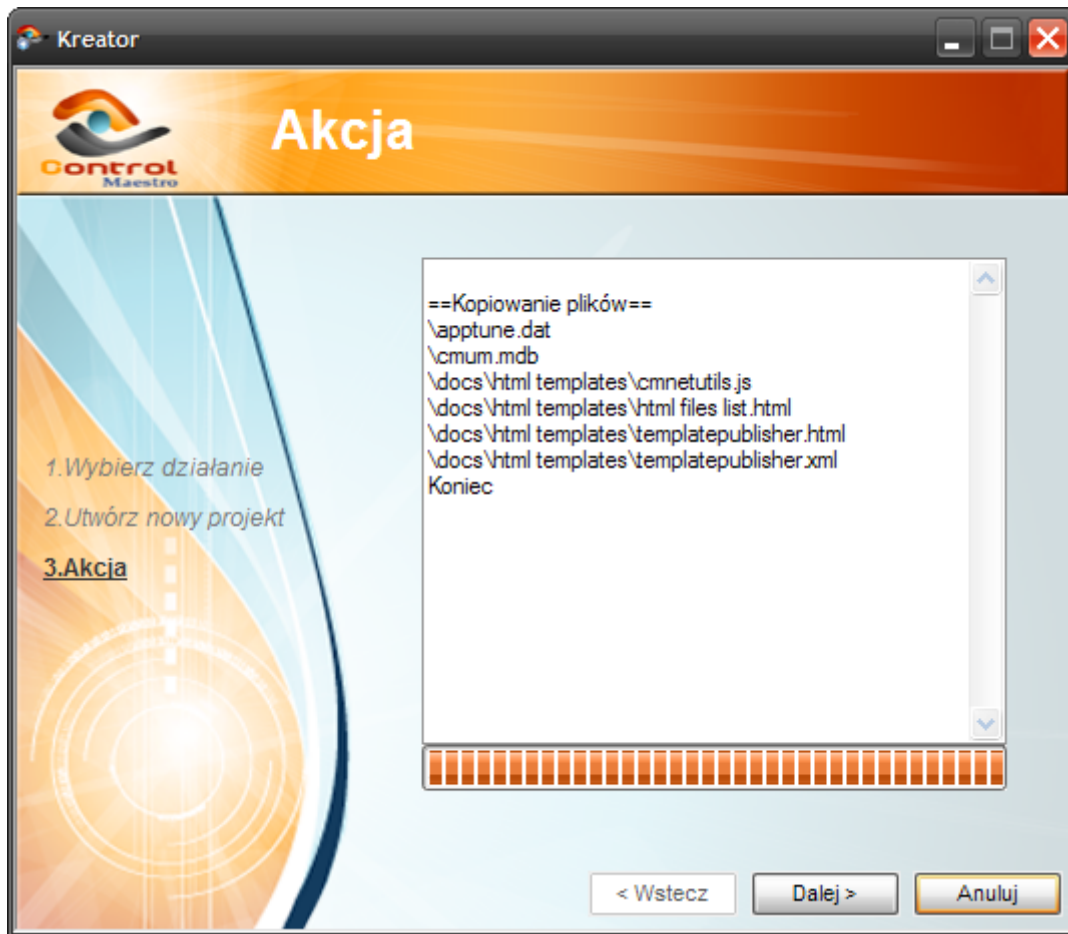 Kreator
Akcja
Control
Maestro
==Kopiowanie plików==
\apptune.dat
\cmum.mdb
\docs\html templates\cmnetutils.js
\docs\html templates\html files list.html
\docs\html templates\templatepublisher.html
\docs\html templates\templatepublisher.xml
Koniec
1.Wybierz działanie
2.Utwórz nowy projekt
3.Akcja
< Wstecz
Dalej >
Anuluj